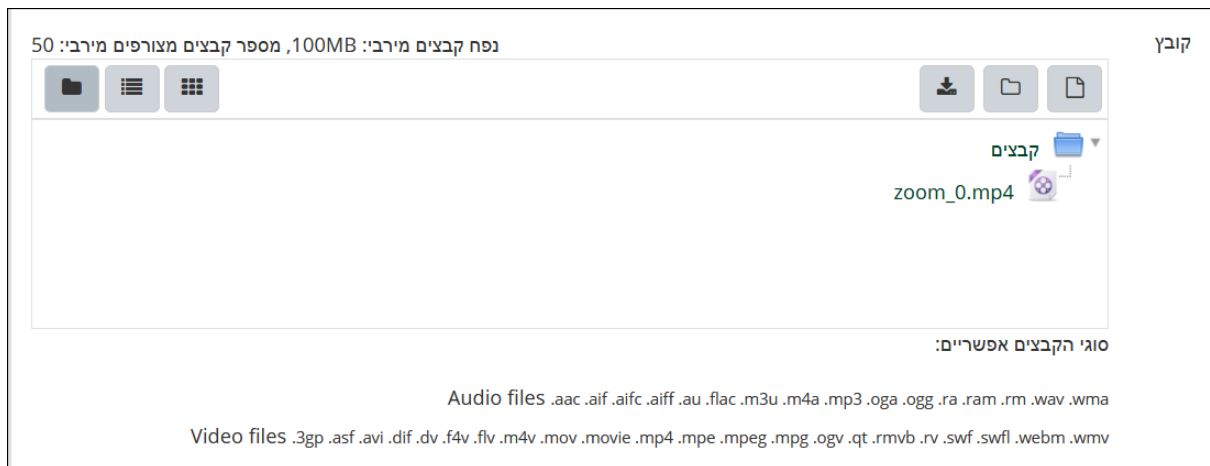 קובץ
נפח קבצים מירבי: 100MB, מספר קבצים מצורפים מירבי: 50
קבצים
zoom_0.mp4
סוגי הקבצים אפשריים:
Audio files .aac .aif .aifc .aiff .au .flac .m3u .m4a .mp3 .oga .ogg .ra .ram .rm .wav .wma
Video files .3gp .asf .avi .dif .dv .f4v .flv .m4v .mov .movie .mp4 .mpe .mpeg .mpg .ogv .qt .rmvb .rv .swf .swfl .webm .wmv